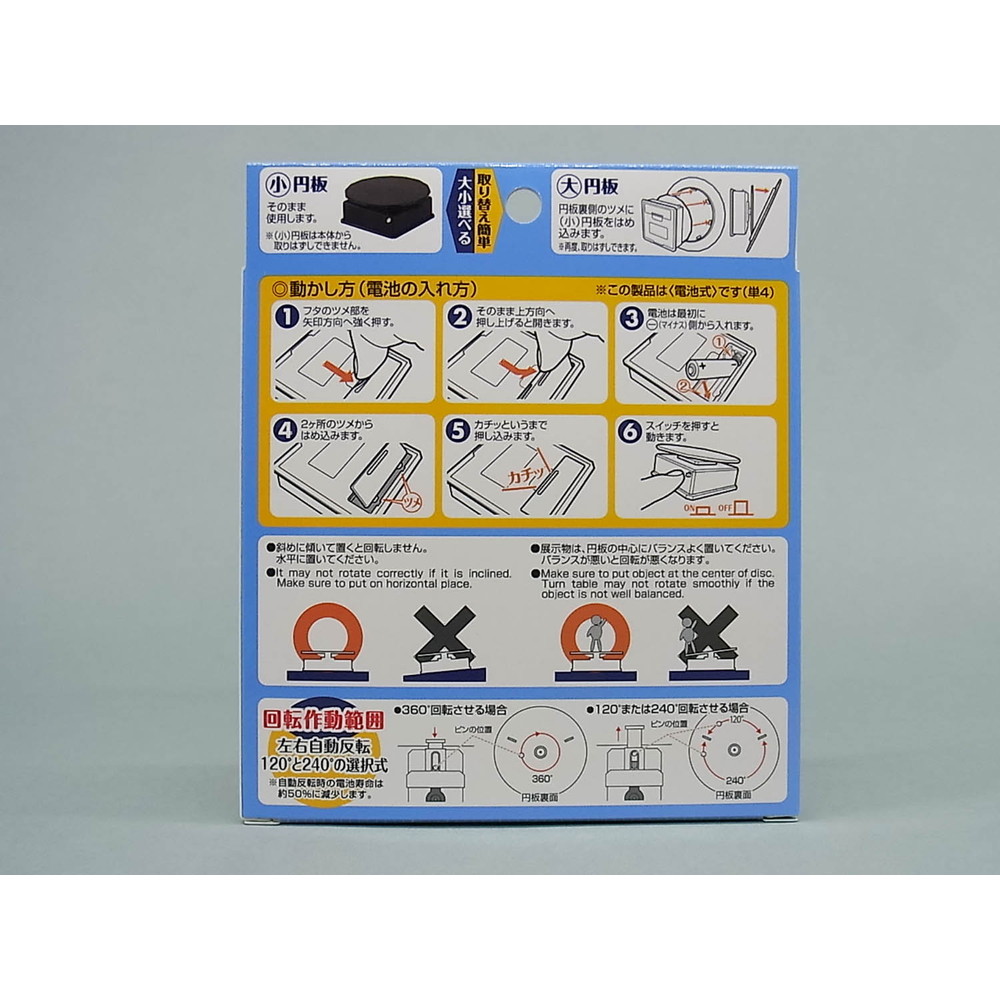 小 円板
そのまま
使用します。
※〈小〉円板は本体から
取りはずしできません。
取り替え簡単
大小選べる
大 円板
円板裏側のツメに
〈小〉円板をはめ
込みます。
※再度、取りはずしできます。
◎動かし方(電池の入れ方)
※この製品は〈電池式〉です(単4)
1 フタのツメ部を
矢印方向へ強く押す。
2 そのまま上方向へ
押し上げると開きます。
3 電池は最初に
㊀(マイナス)側から入れます。
①
②
4 2ヶ所のツメから
はめ込みます。
ツメ
5 カチッというまで
押し込みます。
カチッ
6 スイッチを押すと
動きます。
ON OFF
●斜めに傾いて置くと回転しません。
水平に置いてください。
●It may not rotate correctly if it is inclined.
Make sure to put on horizontal place.
●展示物は、円板の中心にバランスよく置いてください。
バランスが悪いと回転が悪くなります。
●Make sure to put object at the center of disc.
Turn table may not rotate smoothly if the
object is not well balanced.
回転作動範囲
左右自動反転
120°と240°の選択式
※自動反転時の電池寿命は
約50%に減少します。
●360°回転させる場合
ピンの位置
360°
円板裏面
●120°または240°回転させる場合
ピンの位置
120°
240°
円板裏面